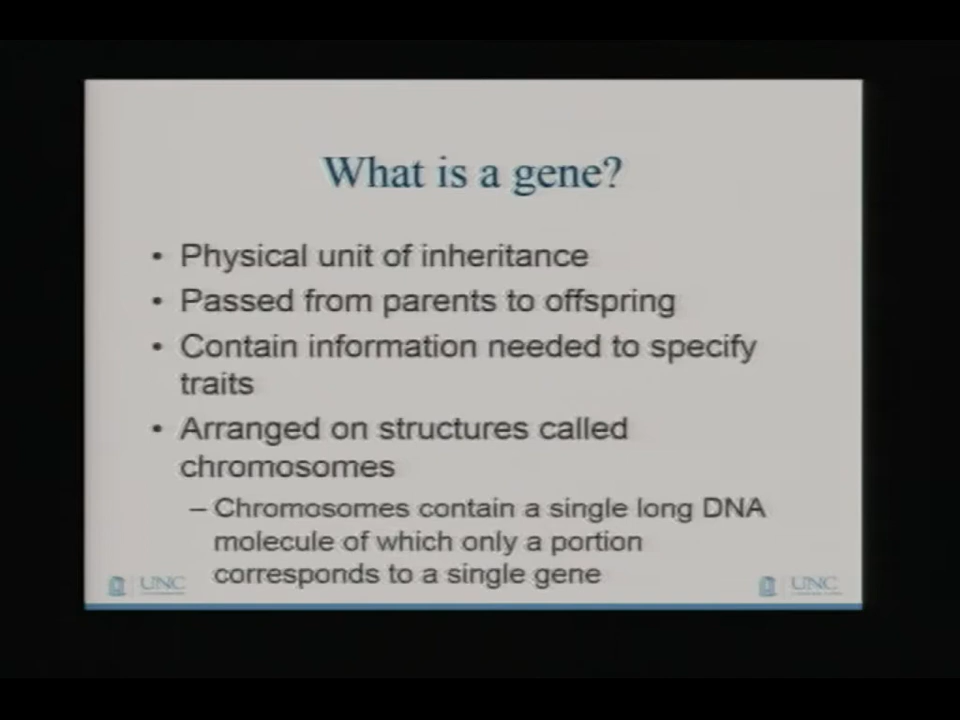 What is a gene?
• Physical unit of inheritance
• Passed from parents to offspring
• Contain information needed to specify
traits
• Arranged on structures called
chromosomes
– Chromosomes contain a single long DNA
molecule of which only a portion
corresponds to a single gene
UNC
UNC